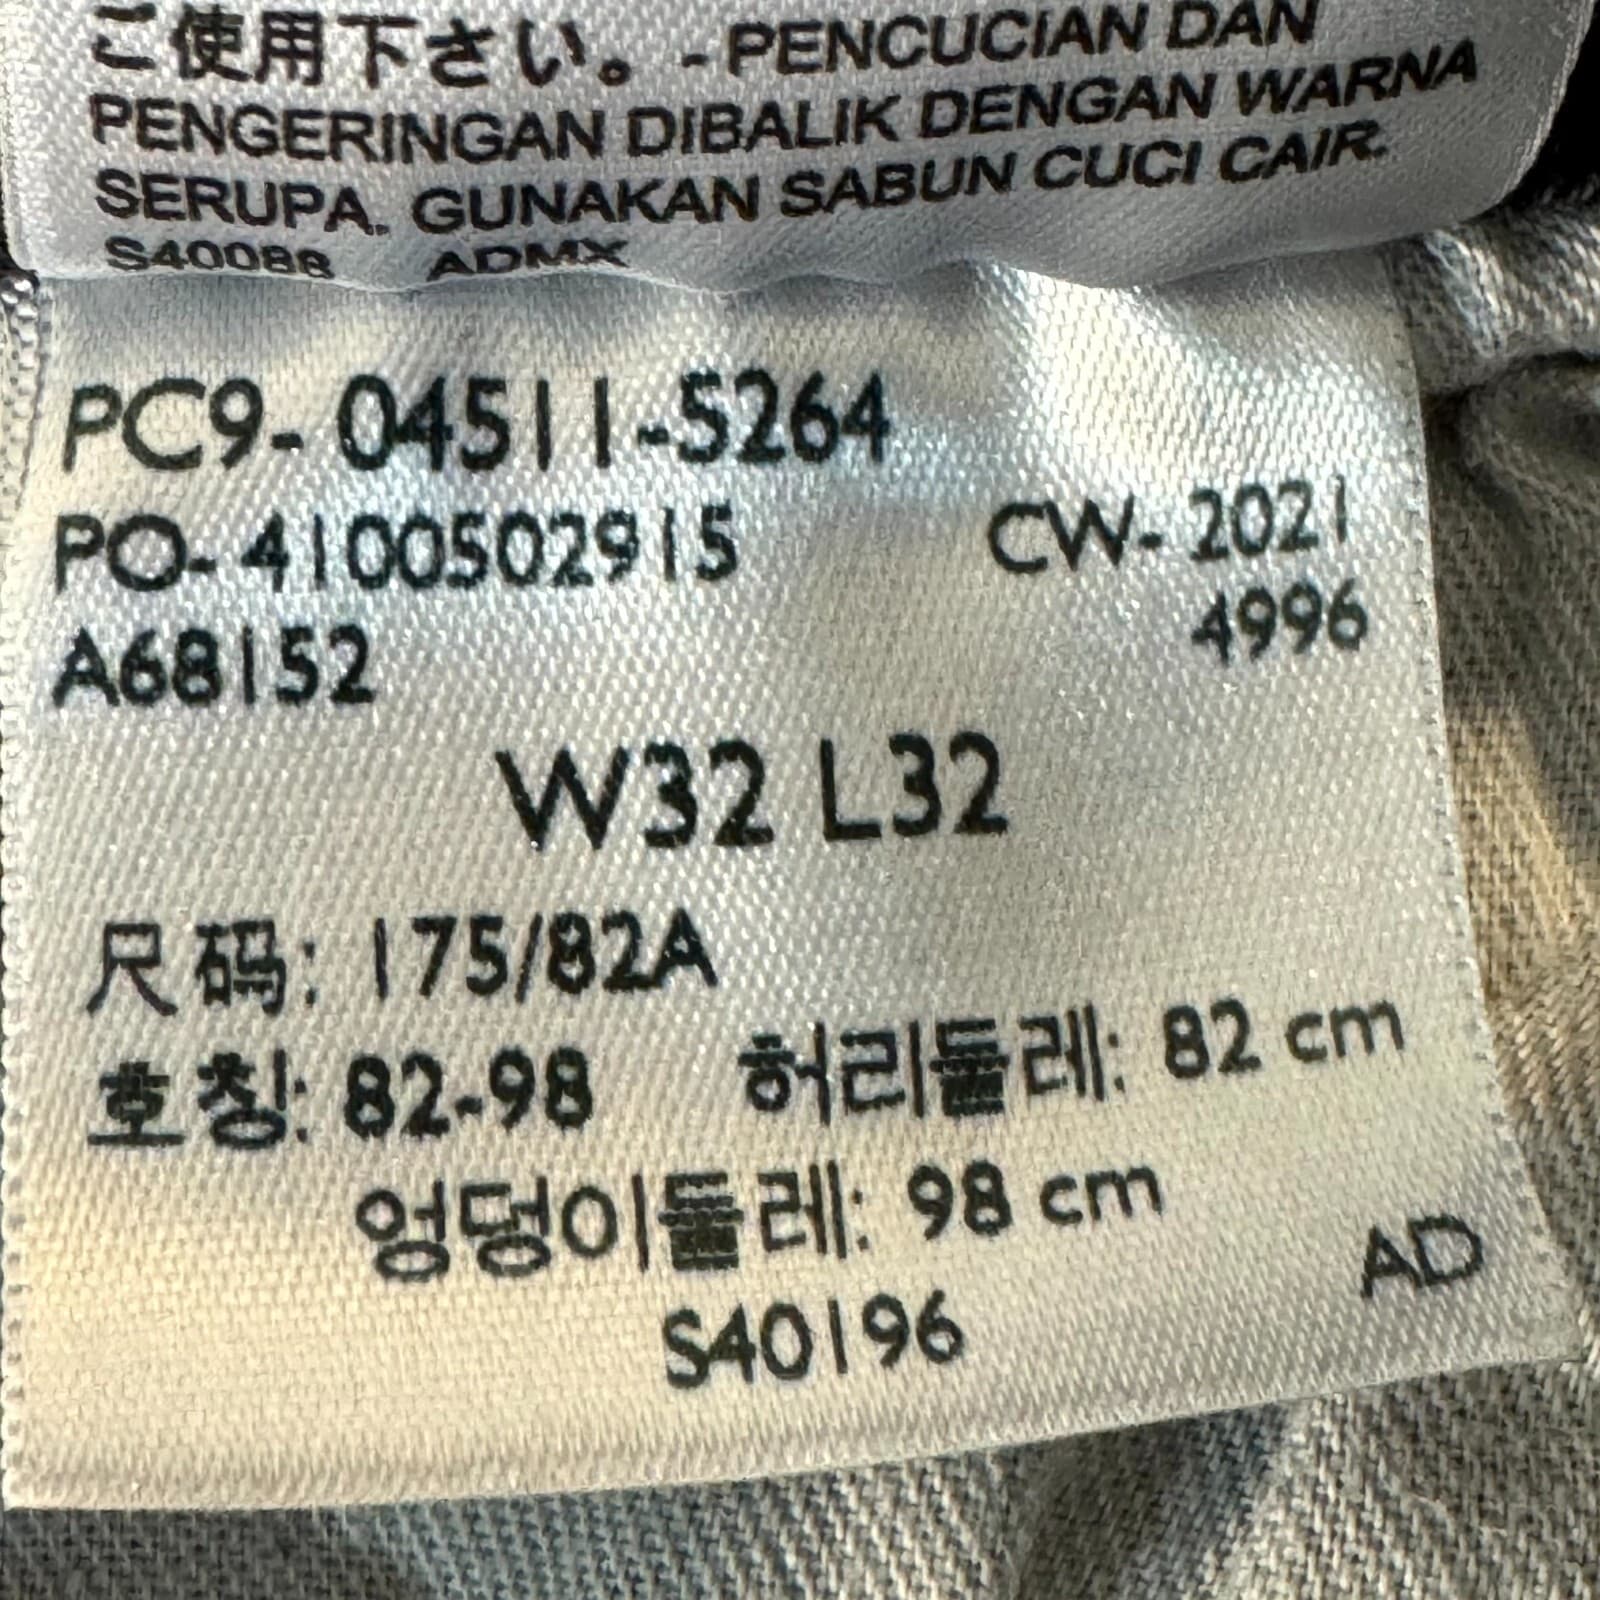 ご使用下さい。 - PENCUCIAN DAN
PENGERINGAN DIBALIK DENGAN WARNA
SERUPA. GUNAKAN SABUN CUCI CAIR.
S40088 ADMX
PC9- 04511-5264
PO- 4100502915 CW- 2021
4996
A68152
W32 L32
尺码: 175/82A
호칭: 82-98 허리둘레: 82 cm
엉덩이둘레: 98 cm
AD
S40196